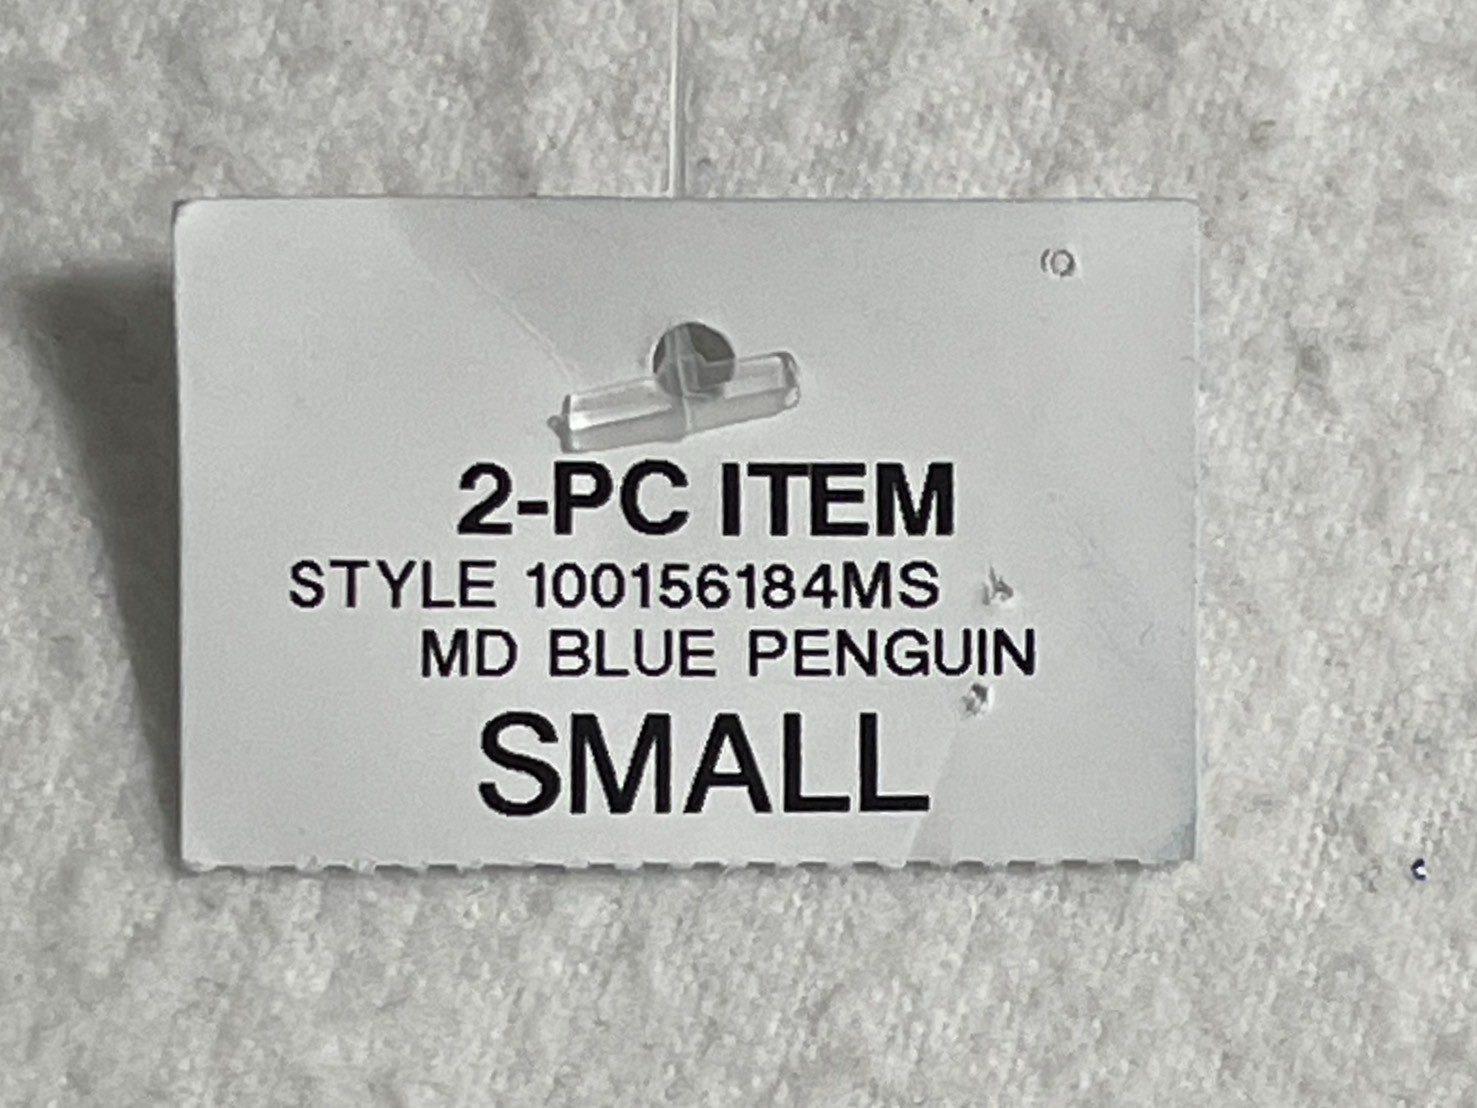 2-PC ITEM
STYLE 100156184MS
MD BLUE PENGUIN
SMALL